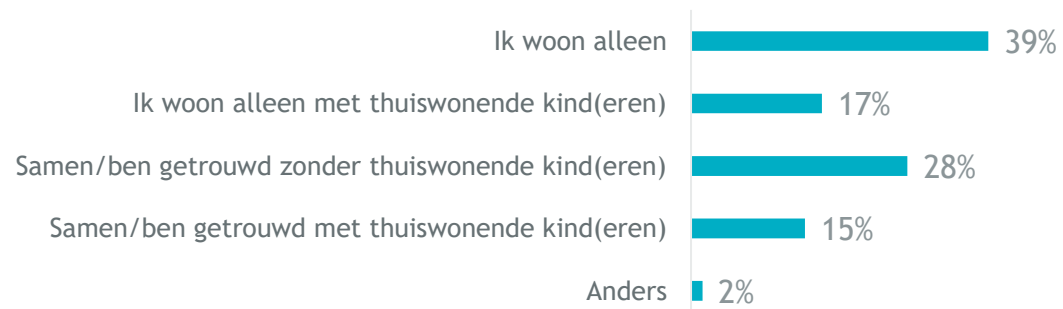 Ik woon alleen 39%
Ik woon alleen met thuiswonende kind(eren) 17%
Samen/ben getrouwd zonder thuiswonende kind(eren) 28%
Samen/ben getrouwd met thuiswonende kind(eren) 15%
Anders 2%